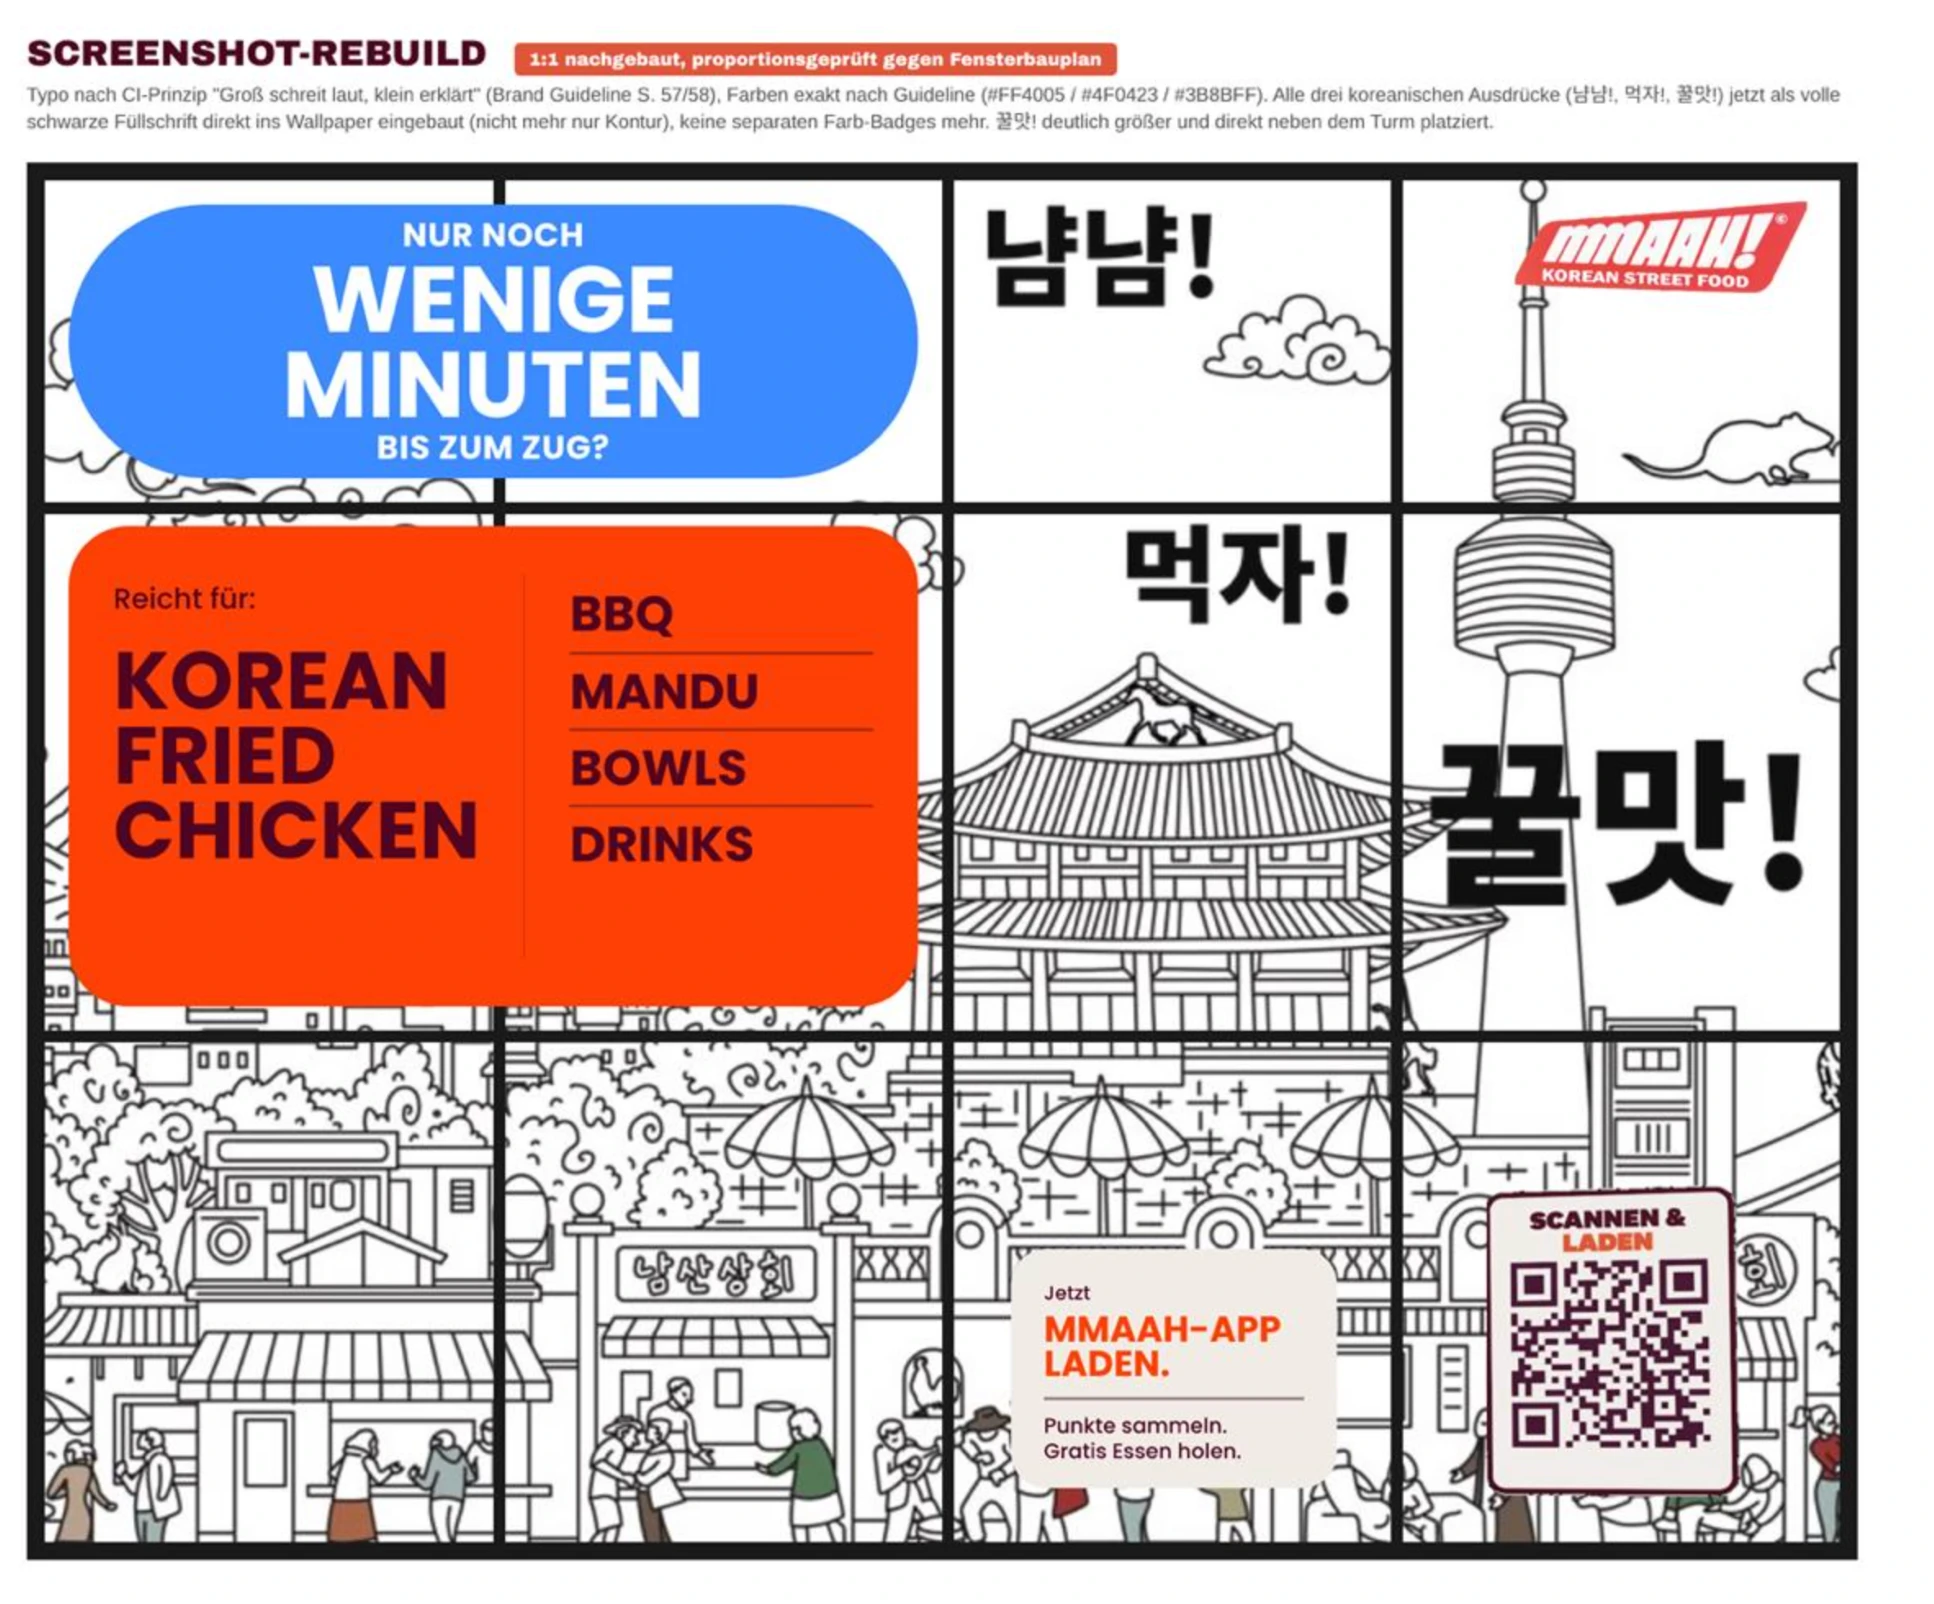 SCREENSHOT-REBUILD
1:1 nachgebaut, proportionsgeprüft gegen Fensterbauplan
Typo nach CI-Prinzip "Groß schreit laut, klein erklärt" (Brand Guideline S. 57/58), Farben exakt nach Guideline (#FF4005 / #4F0423 / #3B8BFF). Alle drei koreanischen Ausdrücke (냠냠!, 먹자!, 꿀맛!) jetzt als volle
schwarze Füllschrift direkt ins Wallpaper eingebaut (nicht mehr nur Kontur), keine separaten Farb-Badges mehr. 꿀맛! deutlich größer und direkt neben dem Turm platziert.
NUR NOCH
WENIGE
MINUTEN
BIS ZUM ZUG?
냠냠!
mmAAH!©
KOREAN STREET FOOD
Reicht für:
KOREAN
FRIED
CHICKEN
BBQ
MANDU
BOWLS
DRINKS
먹자!
꿀맛!
남산상회
Jetzt
MMAAH-APP
LADEN.
Punkte sammeln.
Gratis Essen holen.
SCANNEN &
LADEN
회